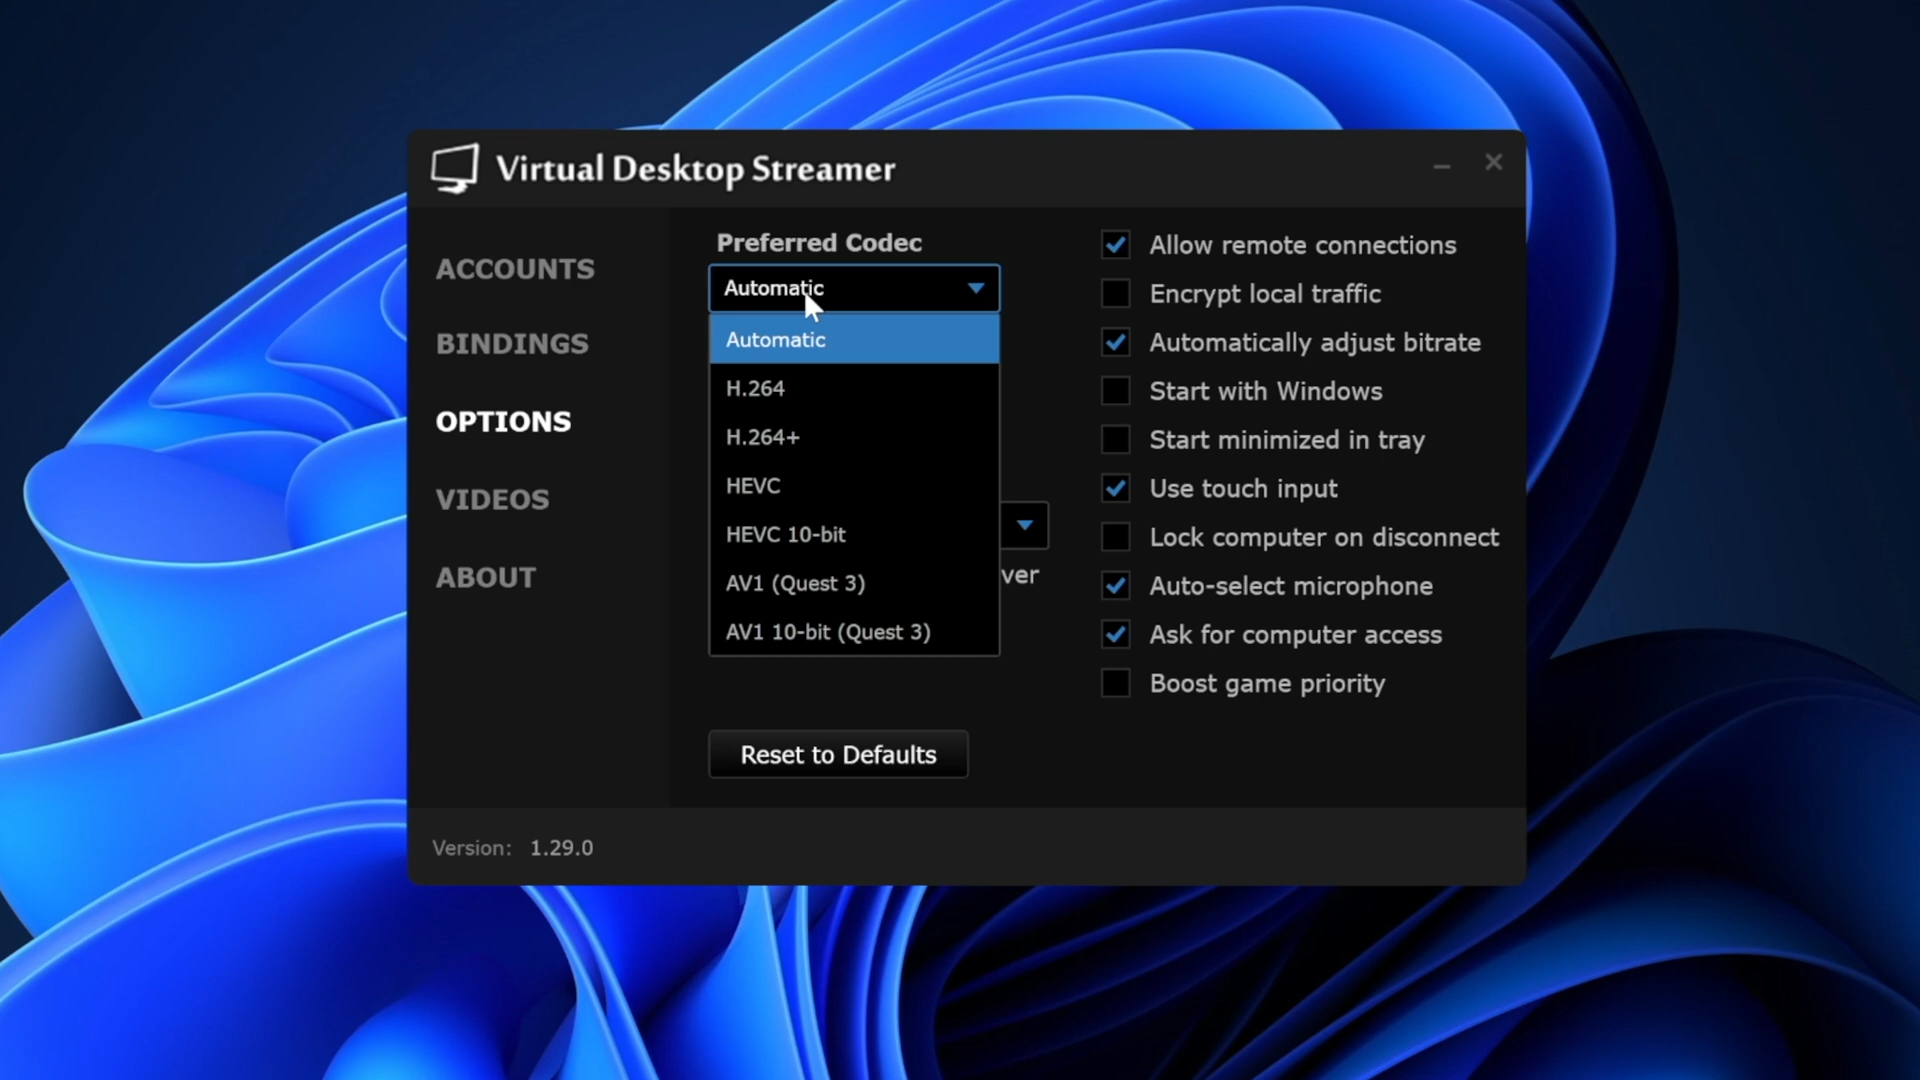 Virtual Desktop Streamer
ACCOUNTS
BINDINGS
OPTIONS
VIDEOS
ABOUT
Preferred Codec
Automatic
Automatic
H.264
H.264+
HEVC
HEVC 10-bit
AV1 (Quest 3)
AV1 10-bit (Quest 3)
ver
Reset to Defaults
Allow remote connections
Encrypt local traffic
Automatically adjust bitrate
Start with Windows
Start minimized in tray
Use touch input
Lock computer on disconnect
Auto-select microphone
Ask for computer access
Boost game priority
Version: 1.29.0